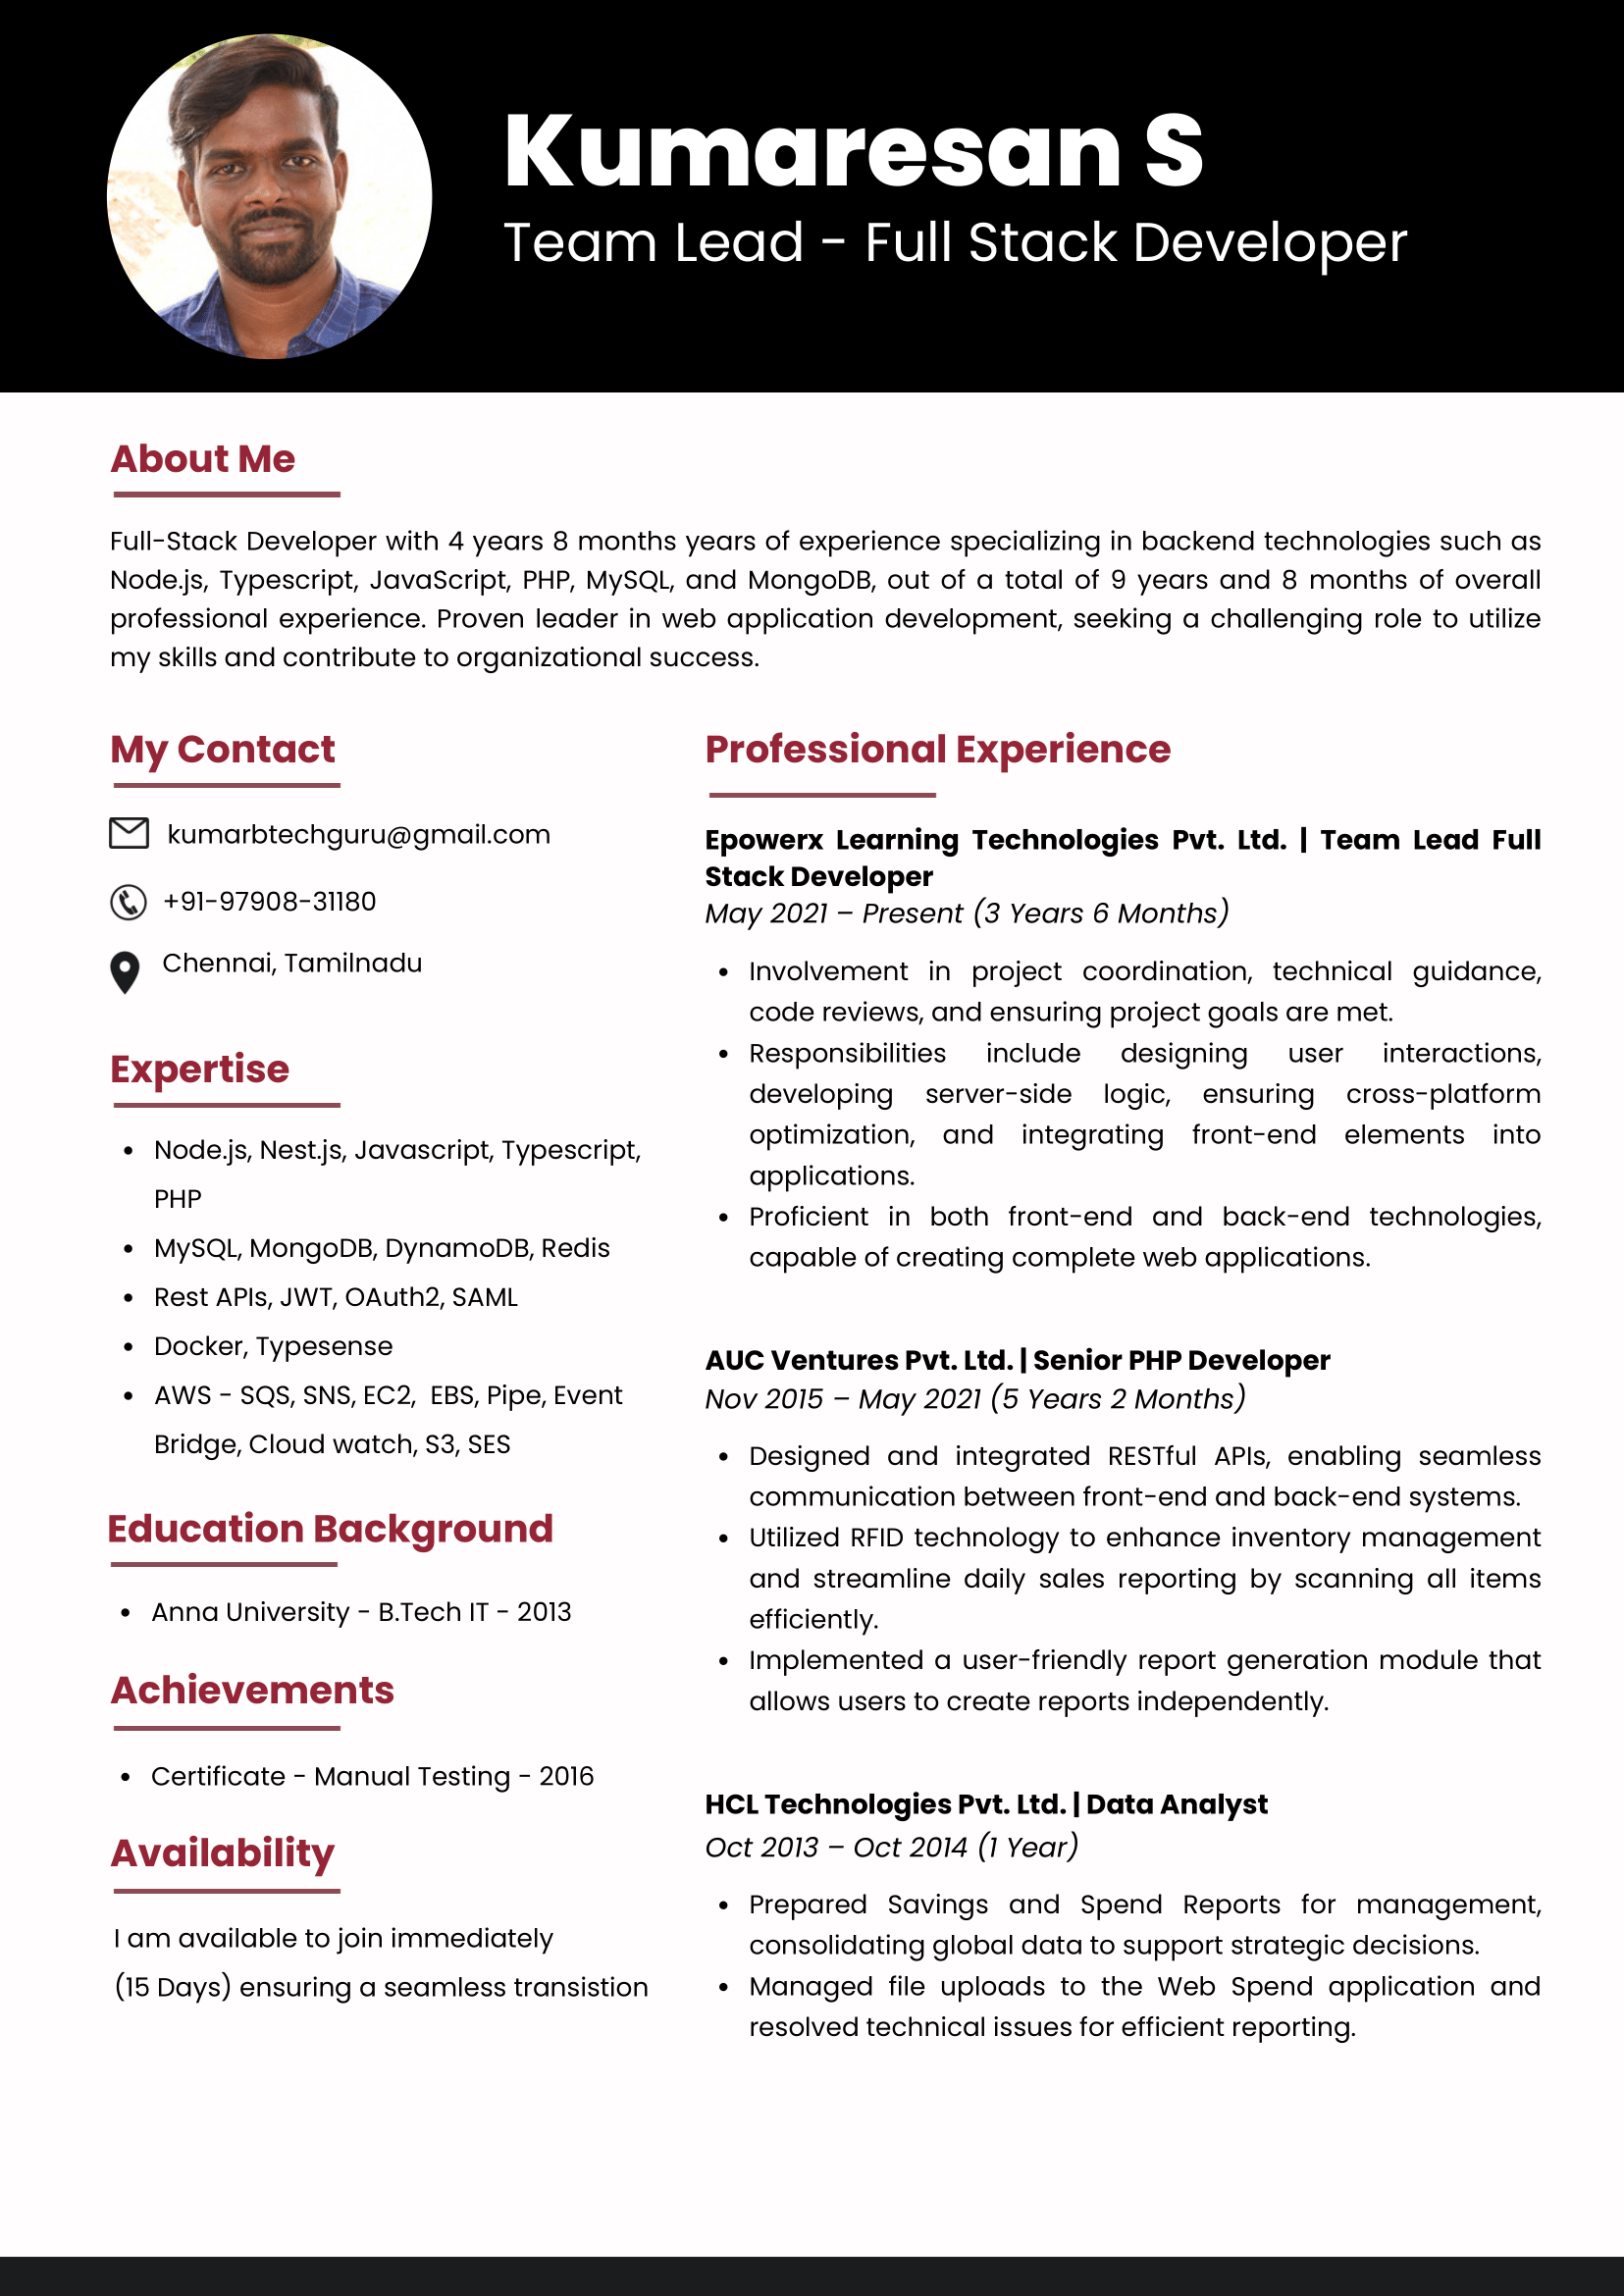 Kumaresan S
Team Lead - Full Stack Developer
About Me
Full-Stack Developer with 4 years 8 months years of experience specializing in backend technologies such as
Node.js, Typescript, JavaScript, PHP, MySQL, and MongoDB, out of a total of 9 years and 8 months of overall
professional experience. Proven leader in web application development, seeking a challenging role to utilize
my skills and contribute to organizational success.
My Contact
kumarbtechguru@gmail.com
+91-97908-31180
Chennai, Tamilnadu
Expertise
• Node.js, Nest.js, Javascript, Typescript,
PHP
• MySQL, MongoDB, DynamoDB, Redis
• Rest APIs, JWT, OAuth2, SAML
• Docker, Typesense
• AWS - SQS, SNS, EC2,  EBS, Pipe, Event
Bridge, Cloud watch, S3, SES
Education Background
• Anna University - B.Tech IT - 2013
Achievements
• Certificate - Manual Testing - 2016
Availability
I am available to join immediately
(15 Days) ensuring a seamless transistion
Professional Experience
Epowerx Learning Technologies Pvt. Ltd. | Team Lead Full
Stack Developer
May 2021 – Present (3 Years 6 Months)
• Involvement in project coordination, technical guidance,
code reviews, and ensuring project goals are met.
• Responsibilities include designing user interactions,
developing server-side logic, ensuring cross-platform
optimization, and integrating front-end elements into
applications.
• Proficient in both front-end and back-end technologies,
capable of creating complete web applications.
AUC Ventures Pvt. Ltd. | Senior PHP Developer
Nov 2015 – May 2021 (5 Years 2 Months)
• Designed and integrated RESTful APIs, enabling seamless
communication between front-end and back-end systems.
• Utilized RFID technology to enhance inventory management
and streamline daily sales reporting by scanning all items
efficiently.
• Implemented a user-friendly report generation module that
allows users to create reports independently.
HCL Technologies Pvt. Ltd. | Data Analyst
Oct 2013 – Oct 2014 (1 Year)
• Prepared Savings and Spend Reports for management,
consolidating global data to support strategic decisions.
• Managed file uploads to the Web Spend application and
resolved technical issues for efficient reporting.